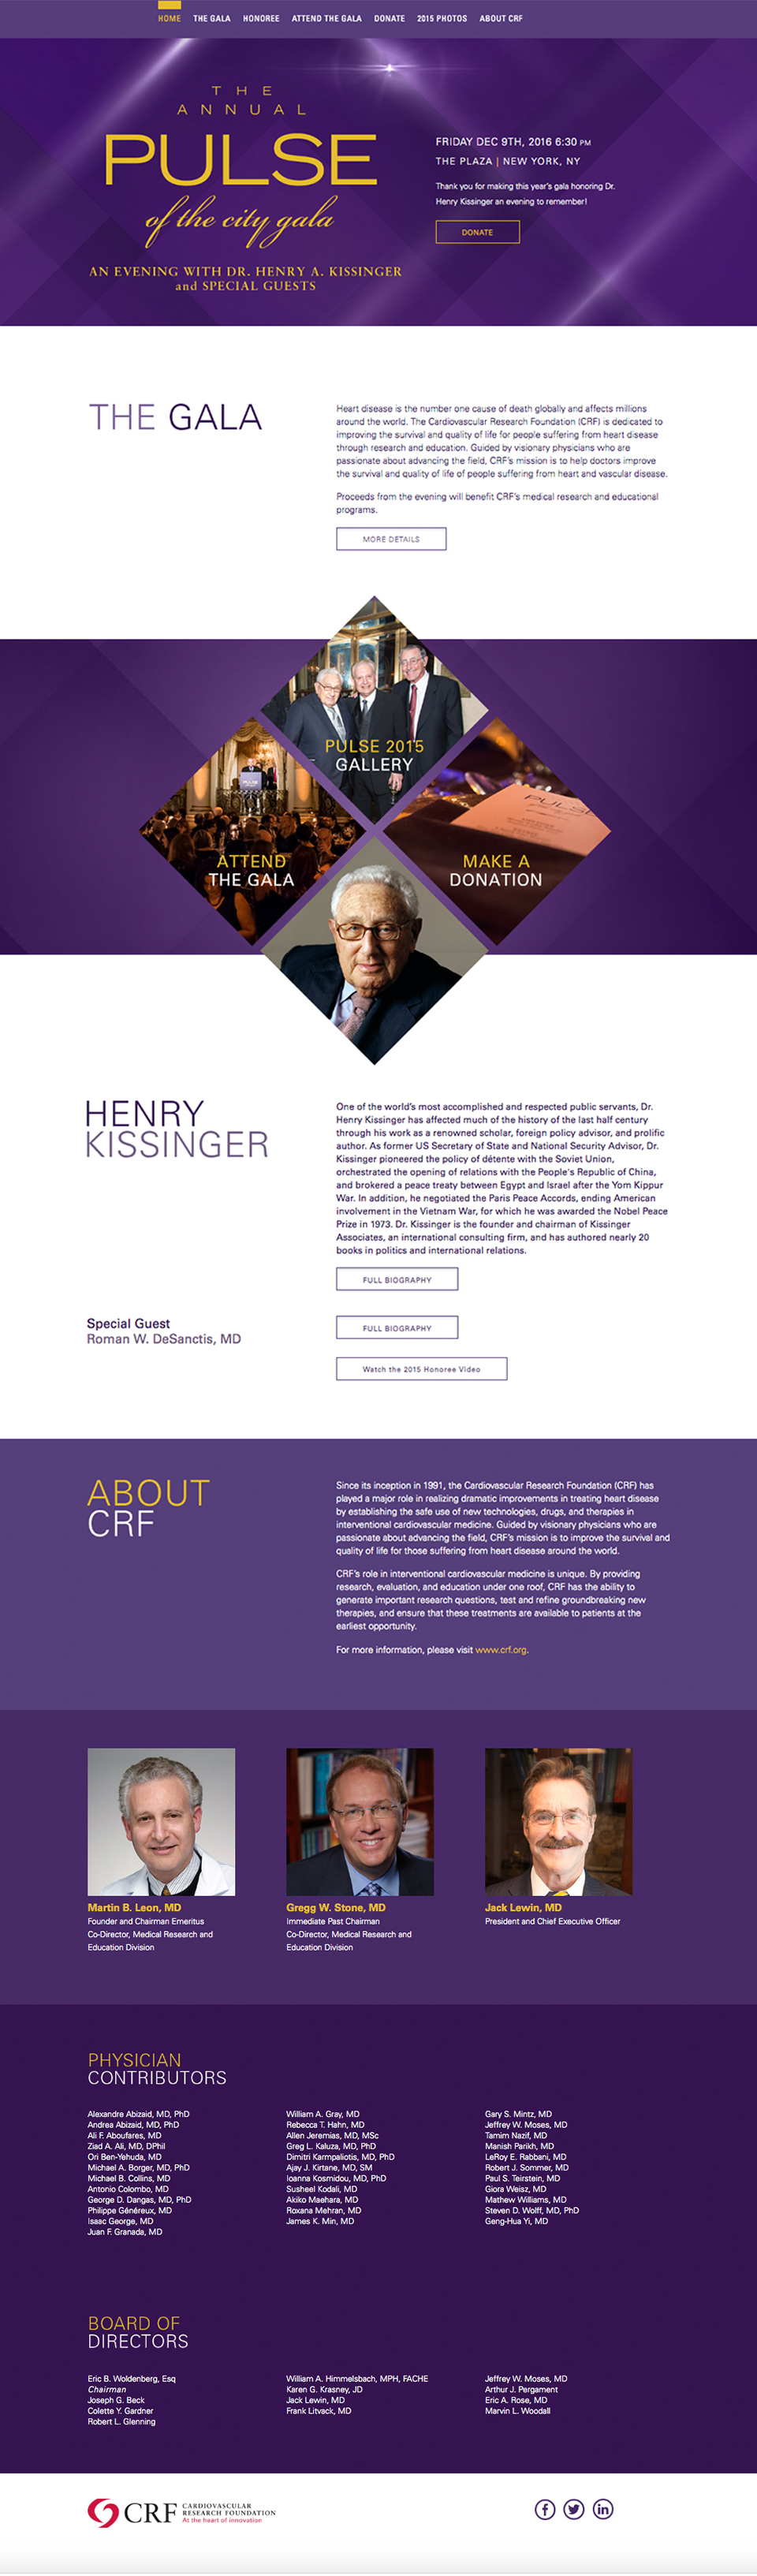 HOME THE GALA HONOREE ATTEND THE GALA DONATE 2015 PHOTOS ABOUT CRF
THE
ANNUAL
PULSE
of the city gala
AN EVENING WITH DR. HENRY A. KISSINGER
and SPECIAL GUESTS
FRIDAY DEC 9TH, 2016 6:30 PM
THE PLAZA | NEW YORK, NY
Thank you for making this year's gala honoring Dr.
Henry Kissinger an evening to remember!
DONATE
THE GALA
Heart disease is the number one cause of death globally and affects millions
around the world. The Cardiovascular Research Foundation (CRF) is dedicated to
improving the survival and quality of life for people suffering from heart disease
through research and education. Guided by visionary physicians who are
passionate about advancing the field, CRF's mission is to help doctors improve
the survival and quality of life of people suffering from heart and vascular disease.
Proceeds from the evening will benefit CRF's medical research and educational
programs.
MORE DETAILS
PULSE 2015
GALLERY
PULSE
ATTEND
THE GALA
PULSE
MAKE A
DONATION
HENRY
KISSINGER
One of the world's most accomplished and respected public servants, Dr.
Henry Kissinger has affected much of the history of the last half century
through his work as a renowned scholar, foreign policy advisor, and prolific
author. As former US Secretary of State and National Security Advisor, Dr.
Kissinger pioneered the policy of détente with the Soviet Union,
orchestrated the opening of relations with the People's Republic of China,
and brokered a peace treaty between Egypt and Israel after the Yom Kippur
War. In addition, he negotiated the Paris Peace Accords, ending American
involvement in the Vietnam War, for which he was awarded the Nobel Peace
Prize in 1973. Dr. Kissinger is the founder and chairman of Kissinger
Associates, an international consulting firm, and has authored nearly 20
books in politics and international relations.
FULL BIOGRAPHY
Special Guest
Roman W. DeSanctis, MD
FULL BIOGRAPHY
Watch the 2015 Honoree Video
ABOUT
CRF
Since its inception in 1991, the Cardiovascular Research Foundation (CRF) has
played a major role in realizing dramatic improvements in treating heart disease
by establishing the safe use of new technologies, drugs, and therapies in
interventional cardiovascular medicine. Guided by visionary physicians who are
passionate about advancing the field, CRF's mission is to improve the survival and
quality of life for those suffering from heart disease around the world.
CRF's role in interventional cardiovascular medicine is unique. By providing
research, evaluation, and education under one roof, CRF has the ability to
generate important research questions, test and refine groundbreaking new
therapies, and ensure that these treatments are available to patients at the
earliest opportunity.
For more information, please visit www.crf.org.
Martin B. Leon, MD
Founder and Chairman Emeritus
Co-Director, Medical Research and
Education Division
Gregg W. Stone, MD
Immediate Past Chairman
Co-Director, Medical Research and
Education Division
Jack Lewin, MD
President and Chief Executive Officer
PHYSICIAN
CONTRIBUTORS
Alexandre Abizaid, MD, PhD
Andrea Abizaid, MD, PhD
Ali F. Aboufares, MD
Ziad A. Ali, MD, DPhil
Ori Ben-Yehuda, MD
Michael A. Borger, MD, PhD
Michael B. Collins, MD
Antonio Colombo, MD
George D. Dangas, MD, PhD
Philippe Généreux, MD
Isaac George, MD
Juan F. Granada, MD
William A. Gray, MD
Rebecca T. Hahn, MD
Allen Jeremias, MD, MSc
Greg L. Kaluza, MD, PhD
Dimitri Karmpaliotis, MD, PhD
Ajay J. Kirtane, MD, SM
Ioanna Kosmidou, MD, PhD
Susheel Kodali, MD
Akiko Maehara, MD
Roxana Mehran, MD
James K. Min, MD
Gary S. Mintz, MD
Jeffrey W. Moses, MD
Tamim Nazif, MD
Manish Parikh, MD
LeRoy E. Rabbani, MD
Robert J. Sommer, MD
Paul S. Teirstein, MD
Giora Weisz, MD
Mathew Williams, MD
Steven D. Wolff, MD, PhD
Geng-Hua Yi, MD
BOARD OF
DIRECTORS
Eric B. Woldenberg, Esq
Chairman
Joseph G. Beck
Colette Y. Gardner
Robert L. Glenning
William A. Himmelsbach, MPH, FACHE
Karen G. Krasney, JD
Jack Lewin, MD
Frank Litvack, MD
Jeffrey W. Moses, MD
Arthur J. Pergament
Eric A. Rose, MD
Marvin L. Woodall
CRF CARDIOVASCULAR
RESEARCH FOUNDATION
At the heart of innovation